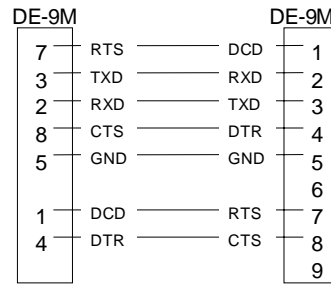 DE-9M DE-9M
7 RTS DCD 1
3 TXD RXD 2
2 RXD TXD 3
8 CTS DTR 4
5 GND GND 5
6
1 DCD RTS 7
4 DTR CTS 8
9